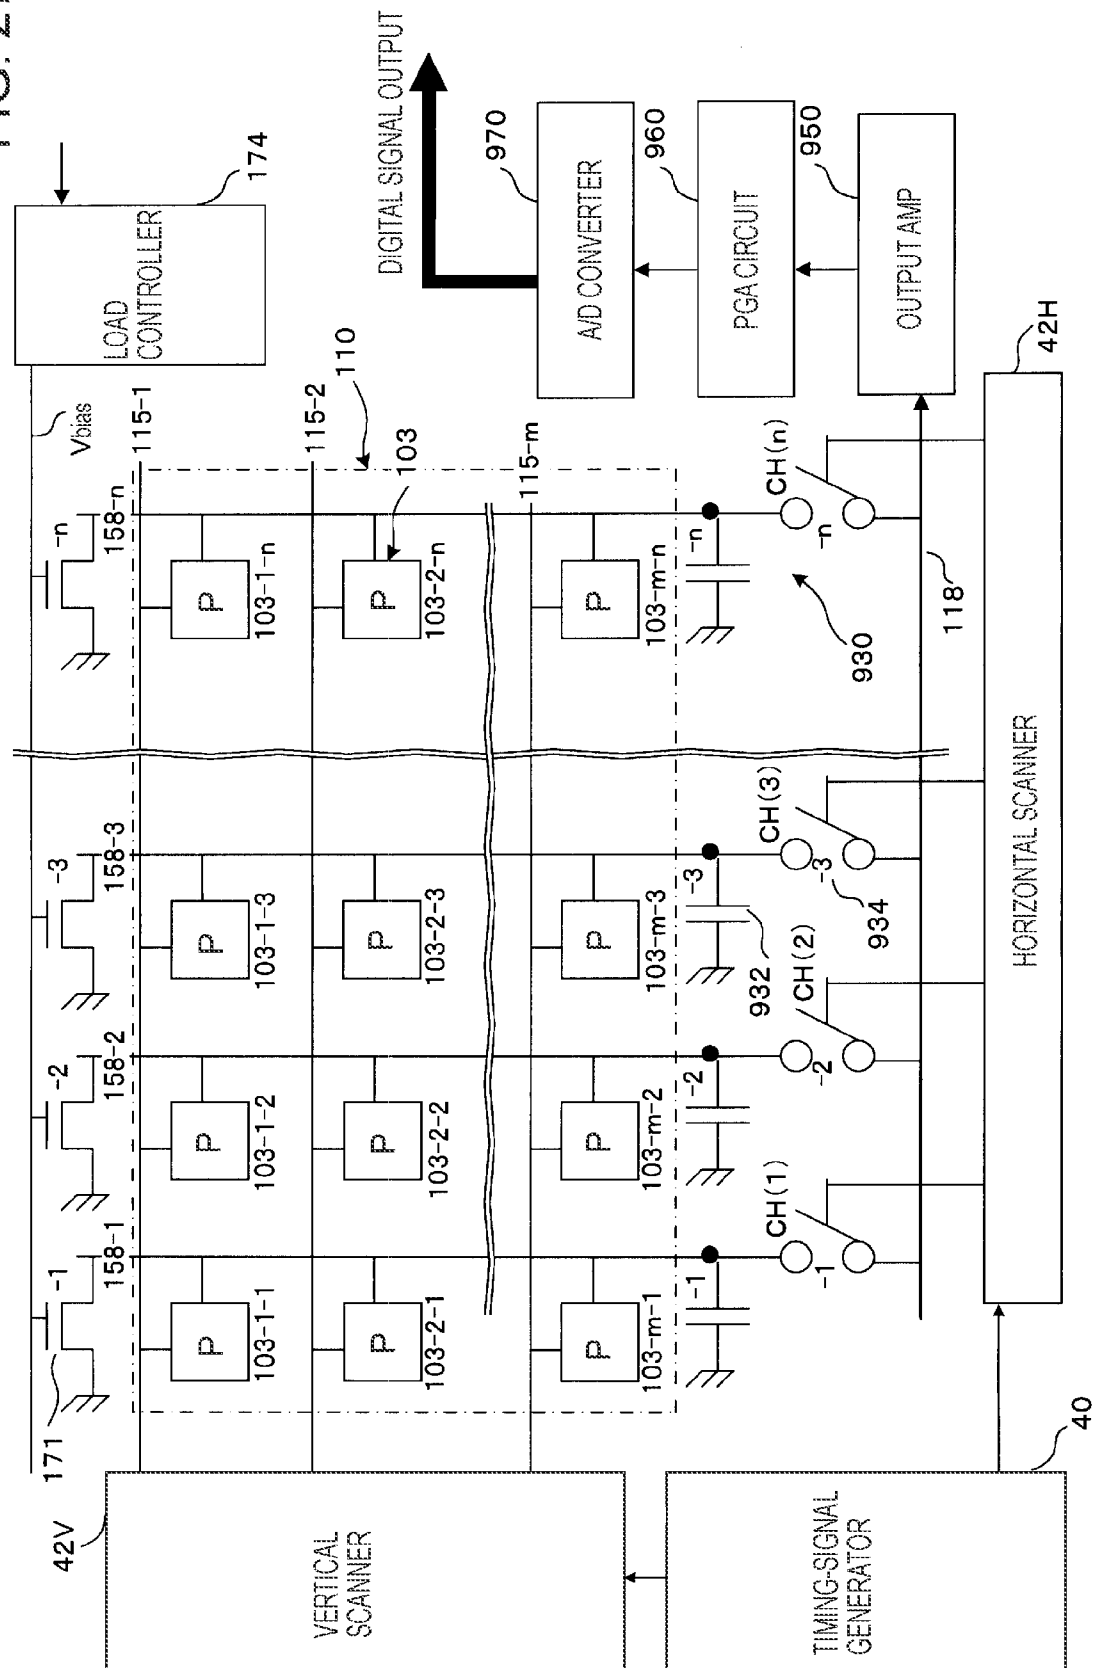 174
LOAD
CONTROLLER
Vbias
171
-1
-2
-3
-n
158-1
158-2
158-3
158-n
115-1
115-2
115-m
110
103
42V
VERTICAL
SCANNER
P
103-1-1
P
103-1-2
P
103-1-3
P
103-1-n
P
103-2-1
P
103-2-2
P
103-2-3
P
103-2-n
P
103-m-1
P
103-m-2
P
103-m-3
P
103-m-n
-1
-2
-3
-n
932
CH(1)
CH(2)
CH(3)
CH(n)
-1
-2
-3
-n
934
930
118
40
TIMING-SIGNAL
GENERATOR
HORIZONTAL SCANNER
42H
DIGITAL SIGNAL OUTPUT
970
A/D CONVERTER
960
PGA CIRCUIT
950
OUTPUT AMP